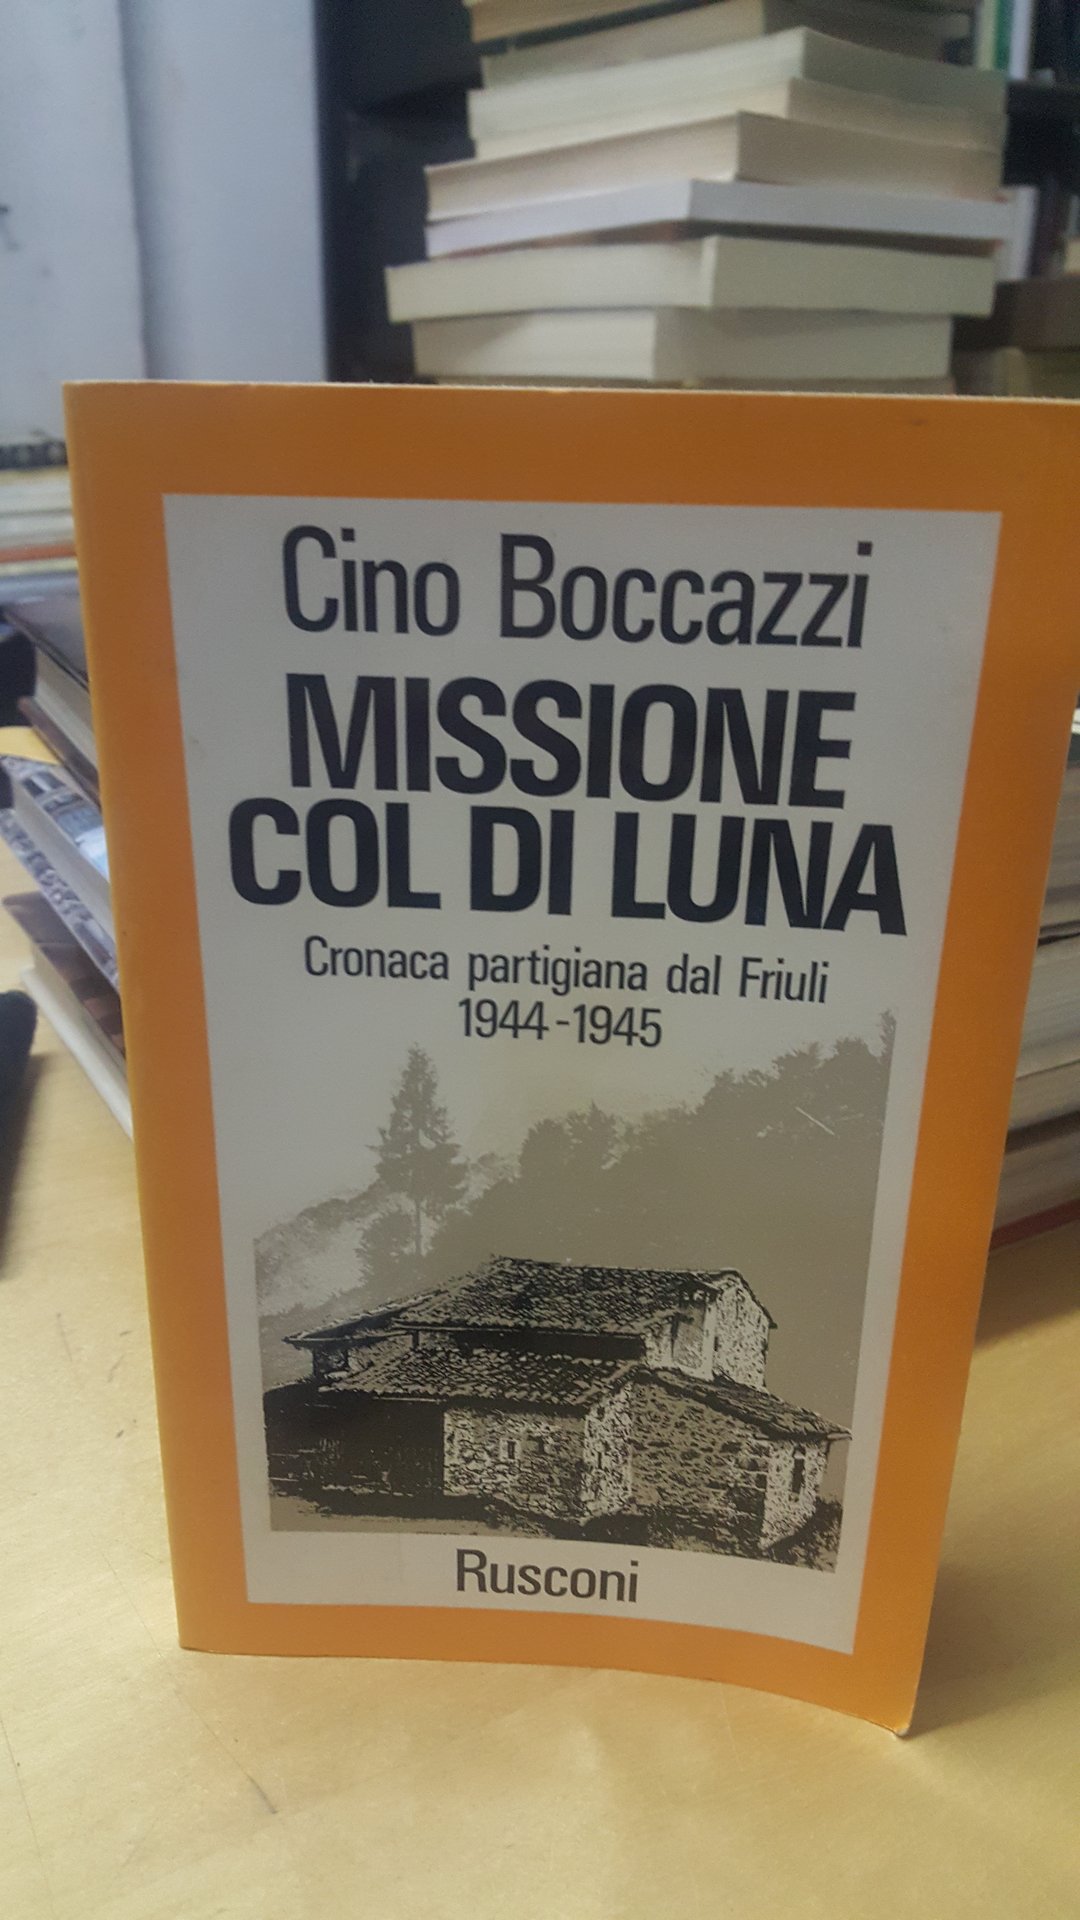 Cino Boccazzi
MISSIONE
COL DI LUNA
Cronaca partigiana dal Friuli
1944-1945
Rusconi